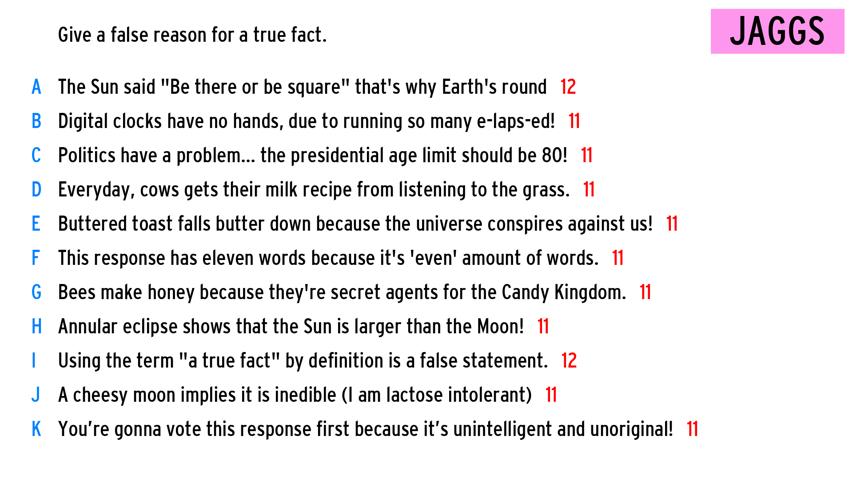 Give a false reason for a true fact.
JAGGS
A The Sun said "Be there or be square" that's why Earth's round 12
B Digital clocks have no hands, due to running so many e-laps-ed! 11
C Politics have a problem... the presidential age limit should be 80! 11
D Everyday, cows gets their milk recipe from listening to the grass. 11
E Buttered toast falls butter down because the universe conspires against us! 11
F This response has eleven words because it's 'even' amount of words. 11
G Bees make honey because they're secret agents for the Candy Kingdom. 11
H Annular eclipse shows that the Sun is larger than the Moon! 11
I Using the term "a true fact" by definition is a false statement. 12
J A cheesy moon implies it is inedible (I am lactose intolerant) 11
K You’re gonna vote this response first because it’s unintelligent and unoriginal! 11